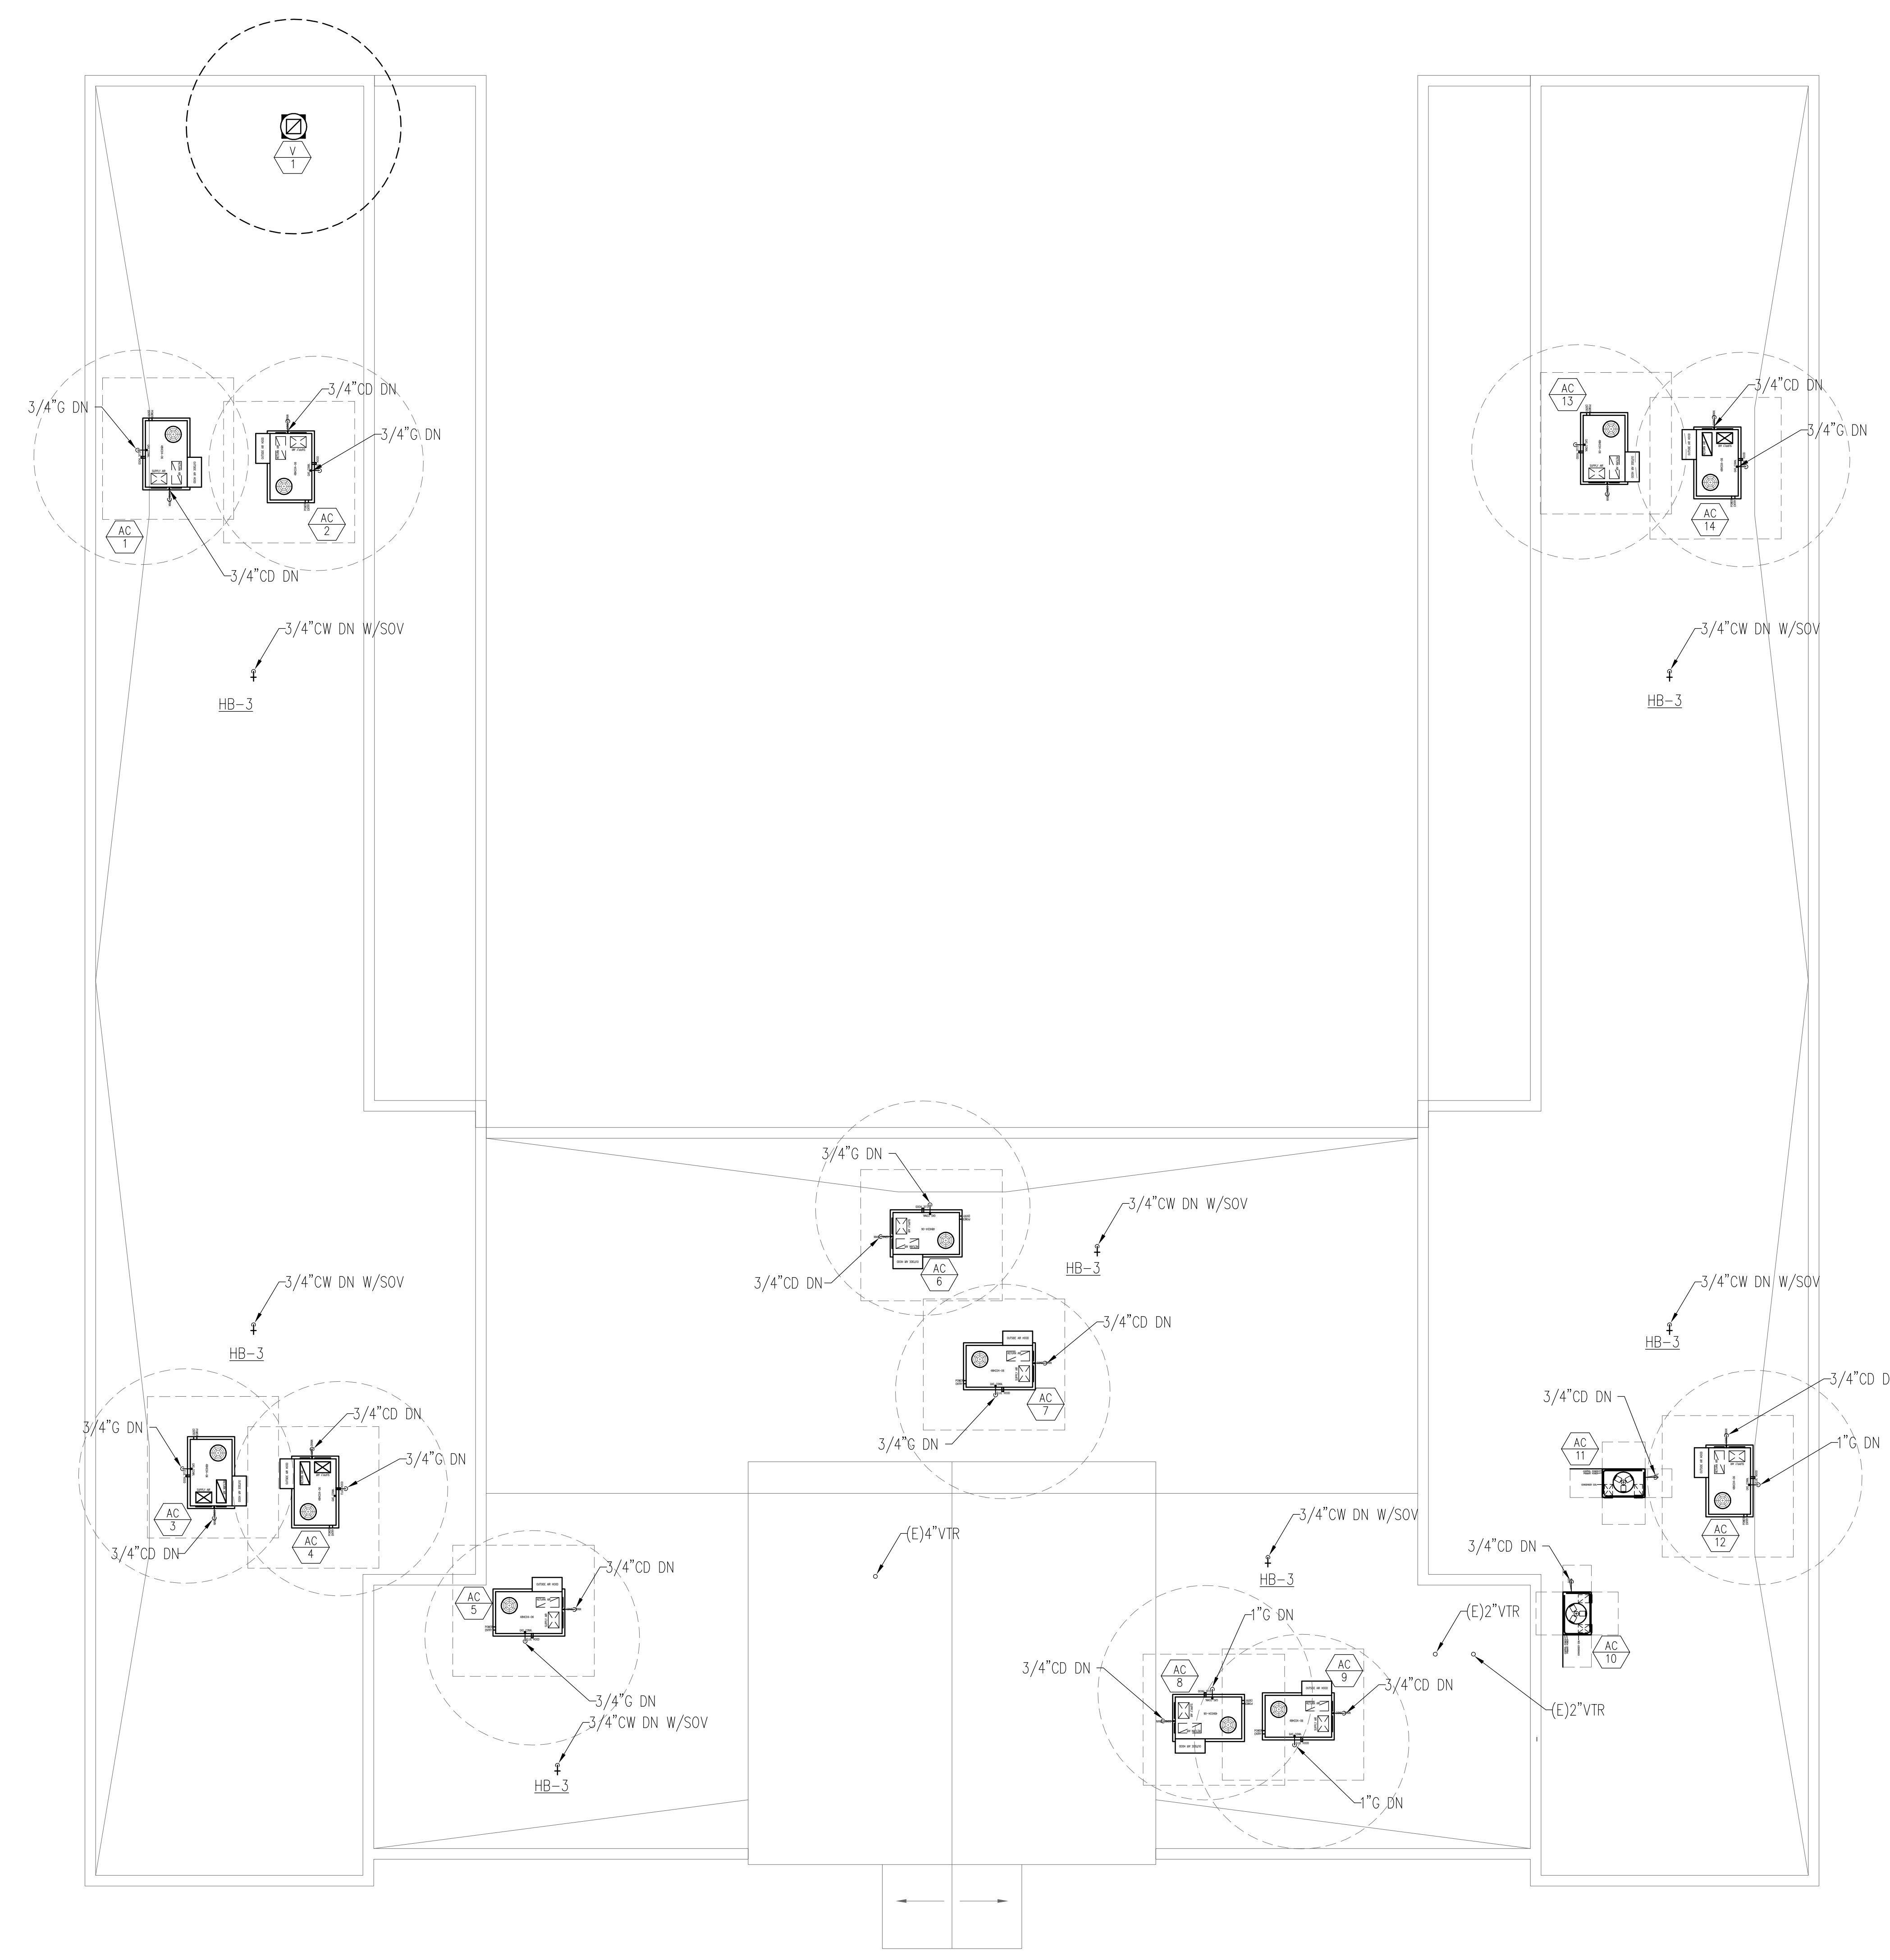 V
1
3/4"G DN
3/4"CD DN
3/4"G DN
AC
1
AC
2
3/4"CD DN
AC
13
3/4"CD DN
3/4"G DN
AC
14
3/4"CW DN W/SOV
HB-3
3/4"CW DN W/SOV
HB-3
3/4"G DN
3/4"CD DN
AC
6
3/4"CW DN W/SOV
HB-3
3/4"CD DN
AC
7
3/4"G DN
3/4"CW DN W/SOV
HB-3
3/4"CW DN W/SOV
HB-3
3/4"G DN
3/4"CD DN
3/4"G DN
AC
3
AC
4
3/4"CD DN
3/4"CD DN
AC
11
3/4"CD D
1"G DN
AC
12
3/4"CD DN
AC
10
(E)4"VTR
3/4"CW DN W/SOV
HB-3
AC
5
3/4"CD DN
3/4"G DN
3/4"CW DN W/SOV
HB-3
1"G DN
3/4"CD DN
AC
8
AC
9
3/4"CD DN
1"G DN
(E)2"VTR
(E)2"VTR
OUTSIDE AIR HOOD
OUTSIDE AIR HOOD